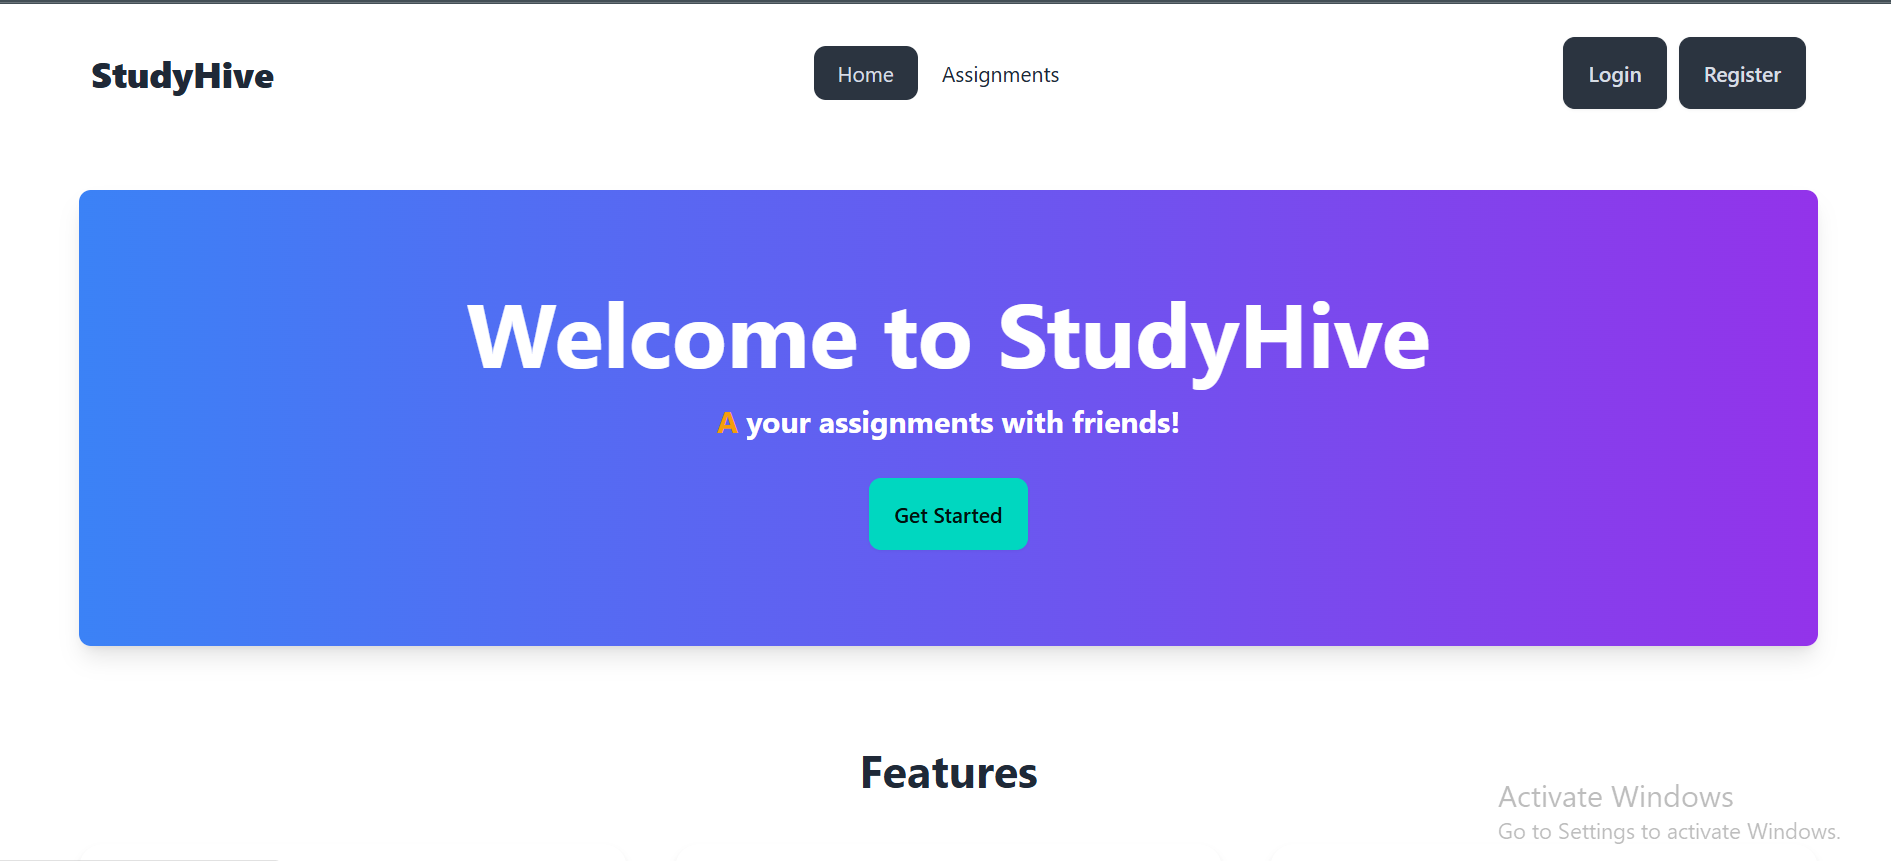 StudyHive
Home Assignments
Login Register
Welcome to StudyHive
A your assignments with friends!
Get Started
Features
Activate Windows
Go to Settings to activate Windows.